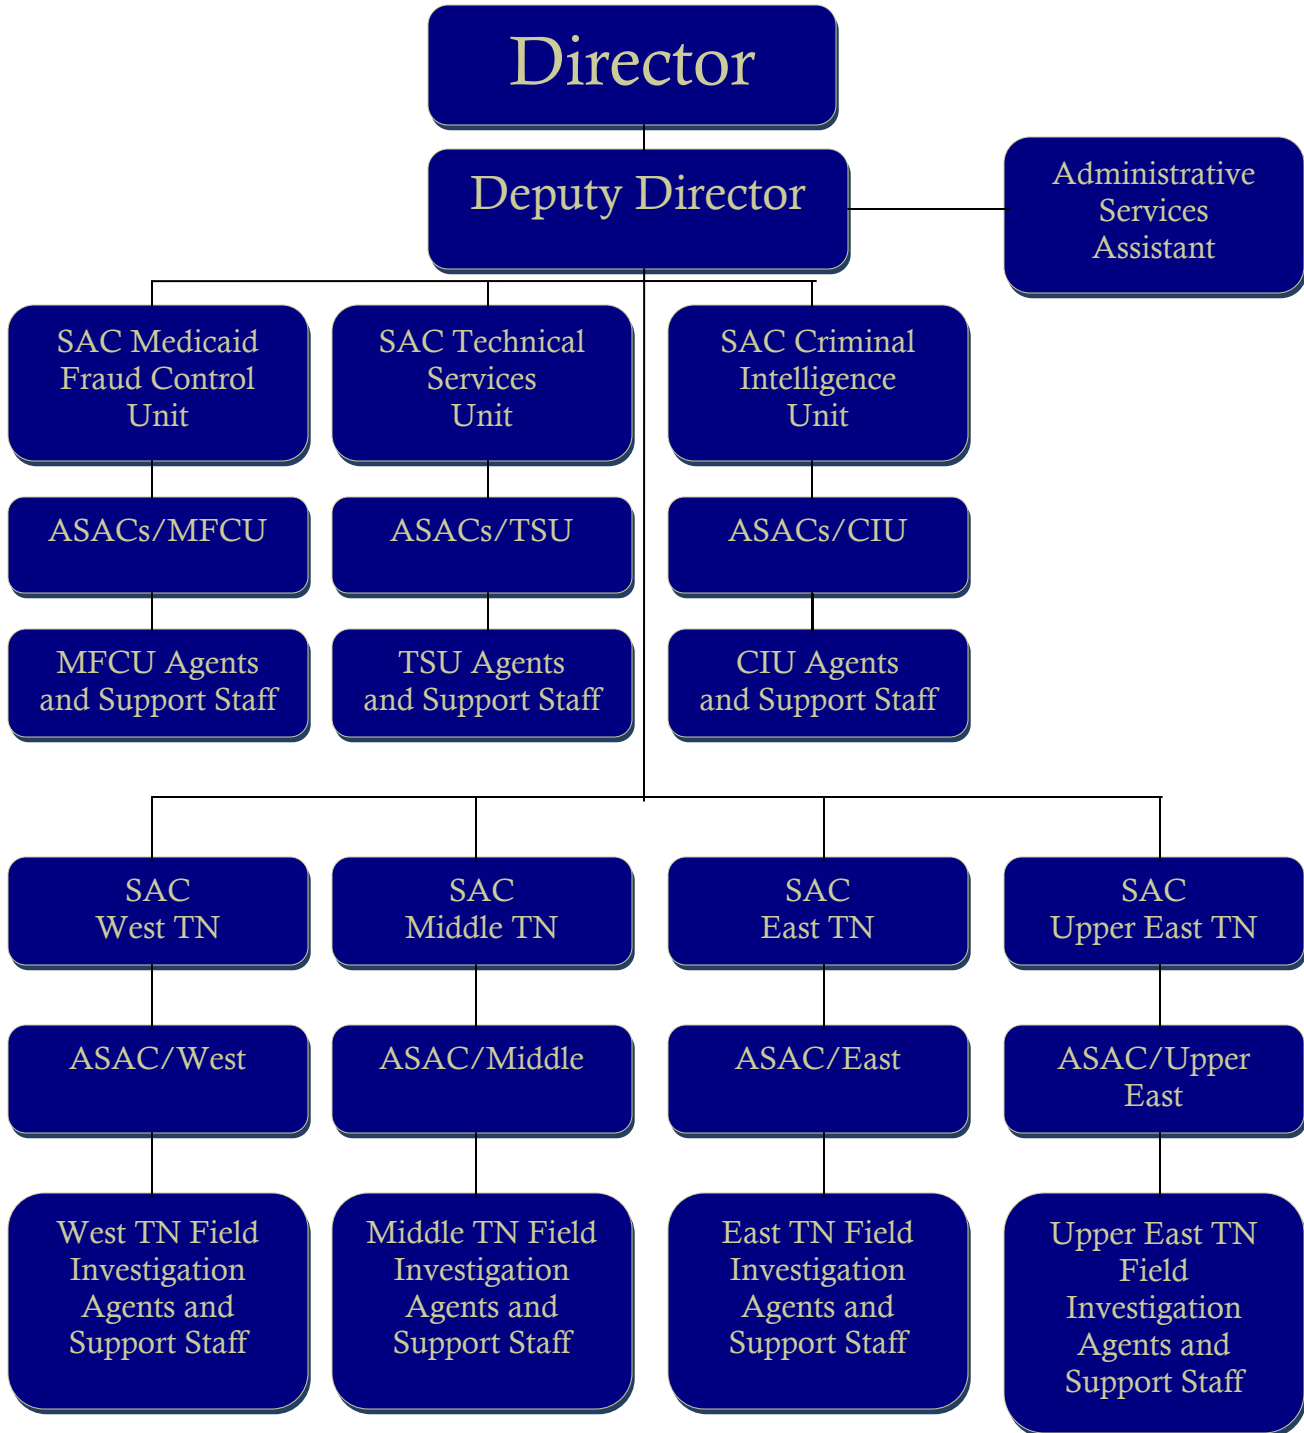 Director
Deputy Director
Administrative
Services
Assistant
SAC Medicaid
Fraud Control
Unit
SAC Technical
Services
Unit
SAC Criminal
Intelligence
Unit
ASACs/MFCU
ASACs/TSU
ASACs/CIU
MFCU Agents
and Support Staff
TSU Agents
and Support Staff
CIU Agents
and Support Staff
SAC
West TN
SAC
Middle TN
SAC
East TN
SAC
Upper East TN
ASAC/West
ASAC/Middle
ASAC/East
ASAC/Upper
East
West TN Field
Investigation
Agents and
Support Staff
Middle TN Field
Investigation
Agents and
Support Staff
East TN Field
Investigation
Agents and
Support Staff
Upper East TN
Field
Investigation
Agents and
Support Staff